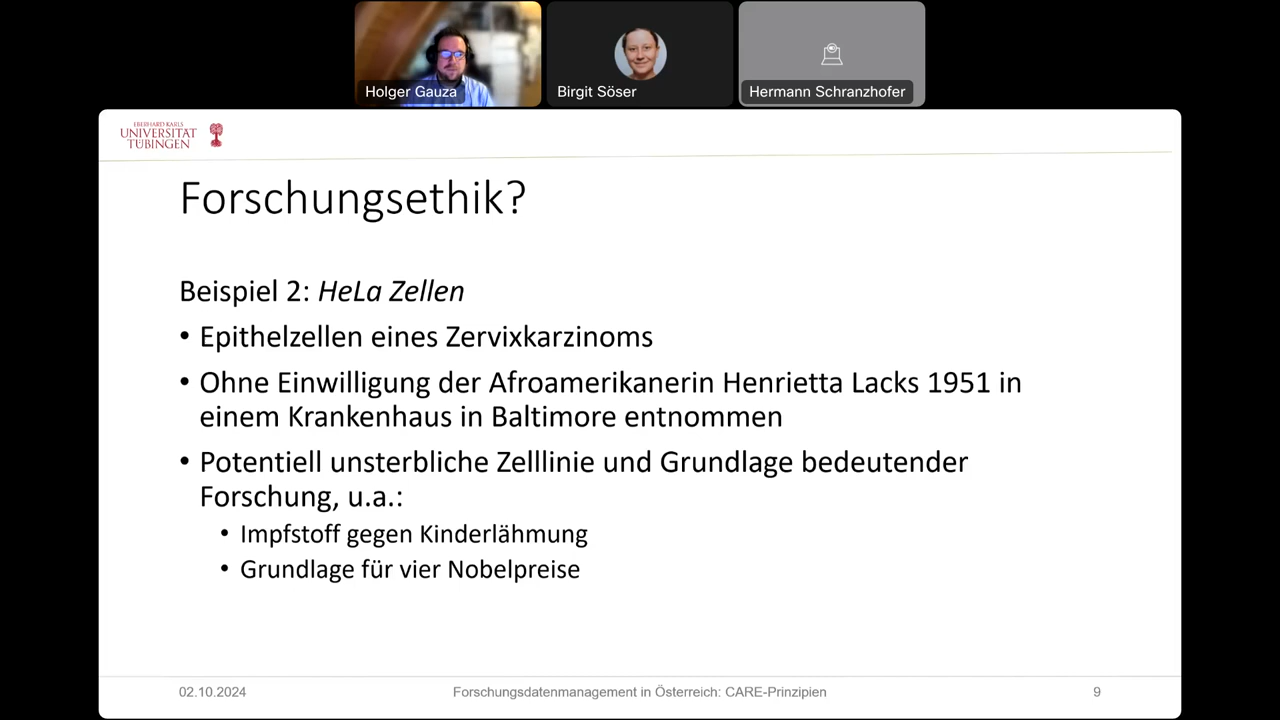 Holger Gauza
Birgit Söser
Hermann Schranzhofer
EBERHARD KARLS
UNIVERSITÄT
TÜBINGEN
Forschungsethik?
Beispiel 2: HeLa Zellen
• Epithelzellen eines Zervixkarzinoms
• Ohne Einwilligung der Afroamerikanerin Henrietta Lacks 1951 in
einem Krankenhaus in Baltimore entnommen
• Potentiell unsterbliche Zelllinie und Grundlage bedeutender
Forschung, u.a.:
• Impfstoff gegen Kinderlähmung
• Grundlage für vier Nobelpreise
02.10.2024
Forschungsdatenmanagement in Österreich: CARE-Prinzipien
9